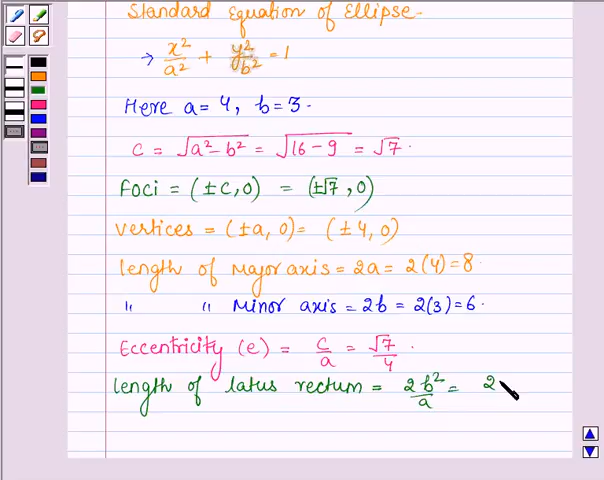 Standard Equation of Ellipse-
→ x²/a² + y²/b² = 1
Here a = 4, b = 3.
c = √(a² - b²) = √(16 - 9) = √7.
Foci = (±c, 0) = (±√7, 0)
Vertices = (±a, 0) = (±4, 0)
length of Major axis = 2a = 2(4) = 8.
" " Minor axis = 2b = 2(3) = 6.
Eccentricity (e) = c/a = √7/4.
length of latus rectum = 2b²/a = 2